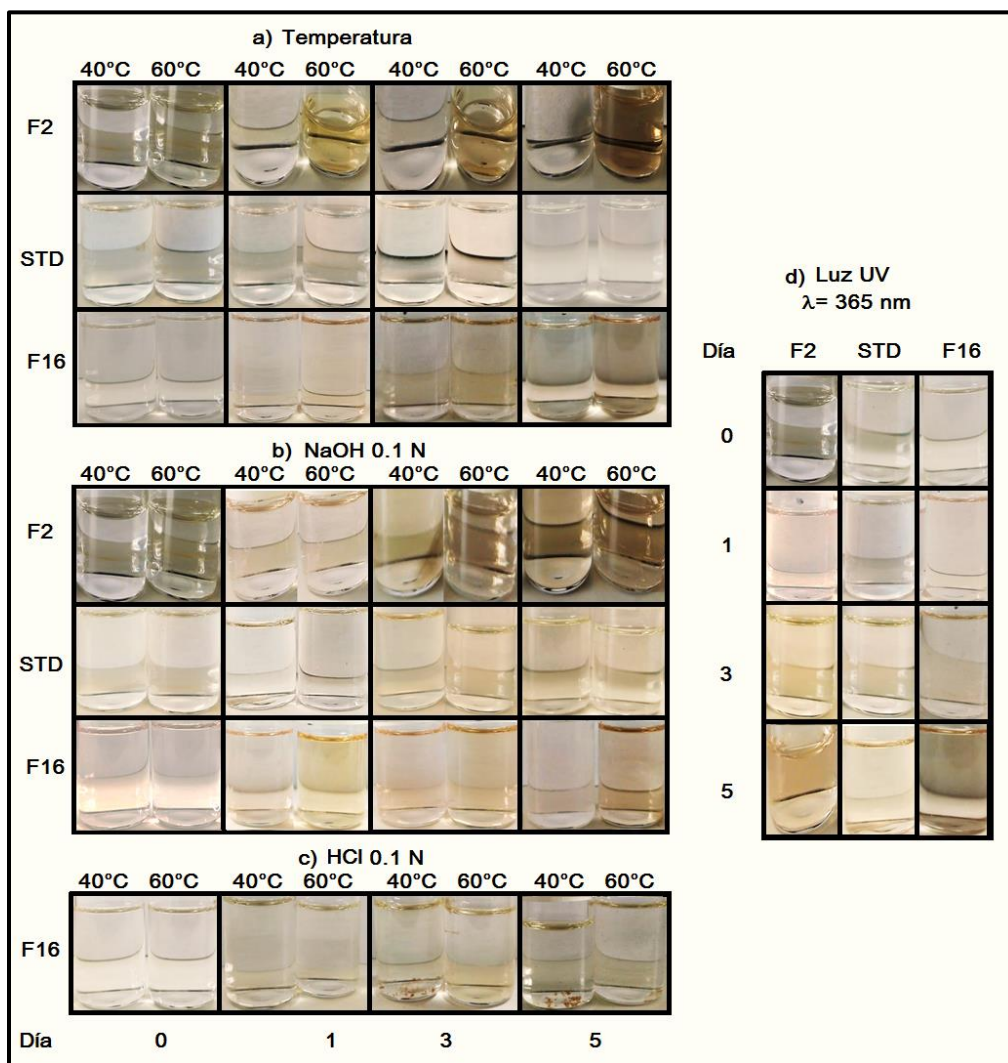 a) Temperatura
40°C 60°C 40°C 60°C 40°C 60°C 40°C 60°C
F2
STD
F16
b) NaOH 0.1 N
40°C 60°C 40°C 60°C 40°C 60°C 40°C 60°C
F2
STD
F16
c) HCl 0.1 N
40°C 60°C 40°C 60°C 40°C 60°C 40°C 60°C
F16
Día 0 1 3 5
d) Luz UV
λ= 365 nm
Día F2 STD F16
0
1
3
5